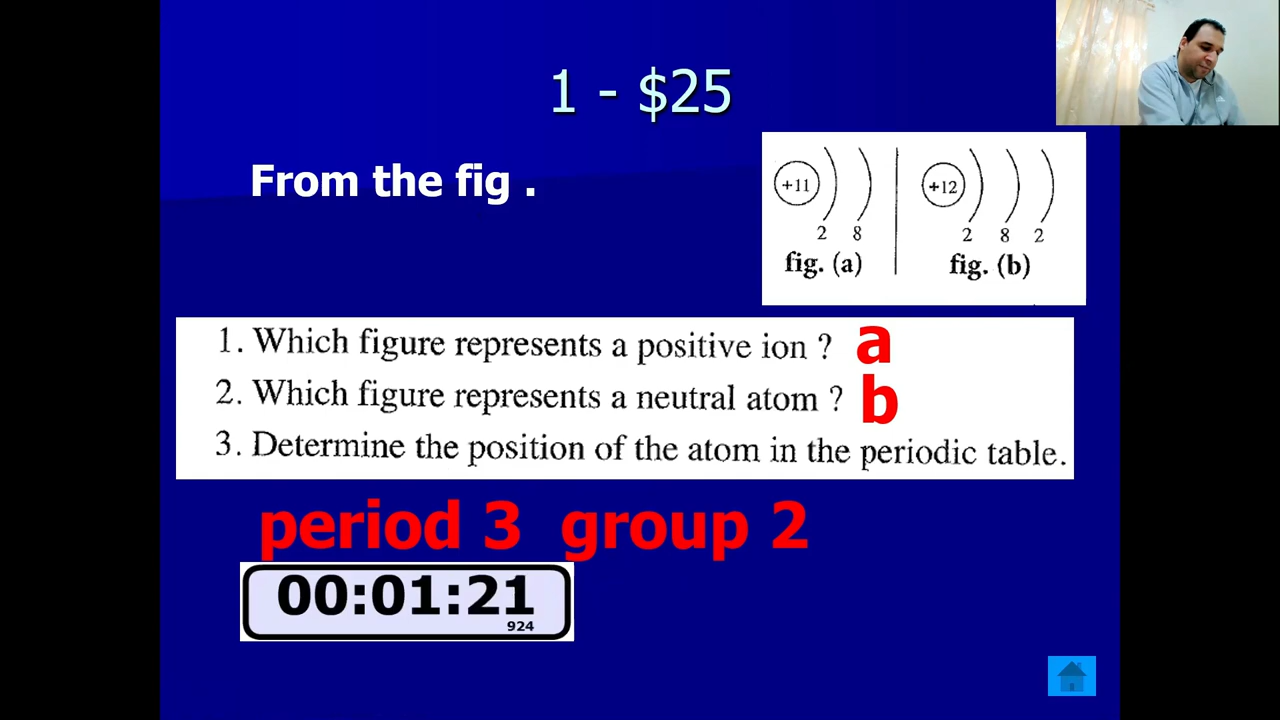 1 - $25
From the fig .
+11
+12
2 8
2 8 2
fig. (a)
fig. (b)
1. Which figure represents a positive ion ? a
2. Which figure represents a neutral atom ? b
3. Determine the position of the atom in the periodic table.
period 3 group 2
00:01:21
924